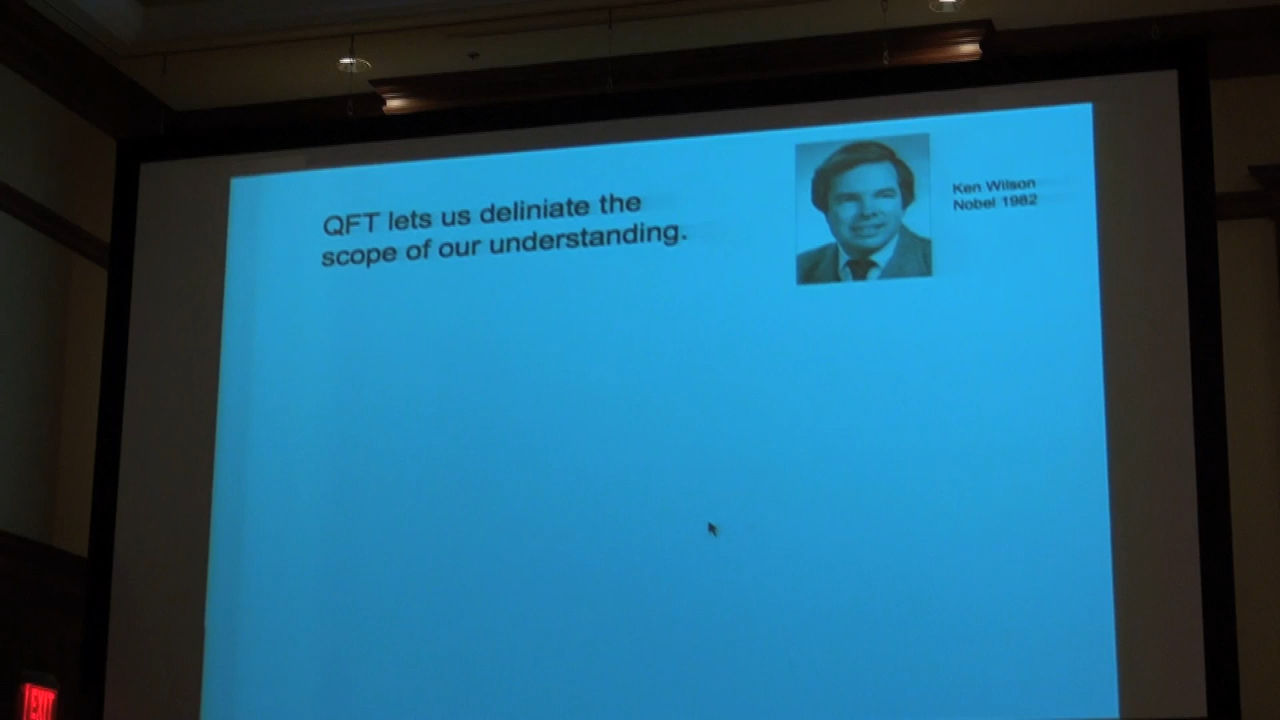 QFT lets us deliniate the
scope of our understanding.
Ken Wilson
Nobel 1982
EXIT